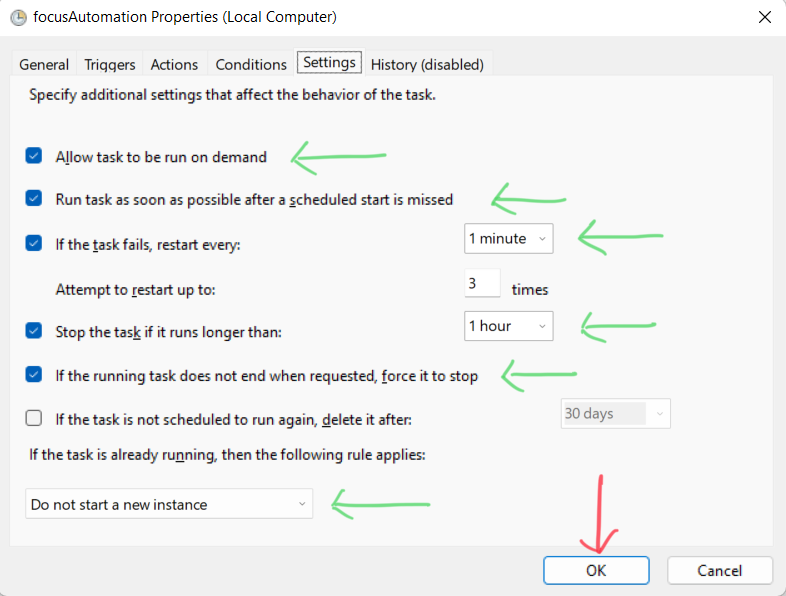 focusAutomation Properties (Local Computer)
General Triggers Actions Conditions Settings History (disabled)
Specify additional settings that affect the behavior of the task.
Allow task to be run on demand
Run task as soon as possible after a scheduled start is missed
If the task fails, restart every: 1 minute
Attempt to restart up to: 3 times
Stop the task if it runs longer than: 1 hour
If the running task does not end when requested, force it to stop
If the task is not scheduled to run again, delete it after: 30 days
If the task is already running, then the following rule applies:
Do not start a new instance
OK Cancel